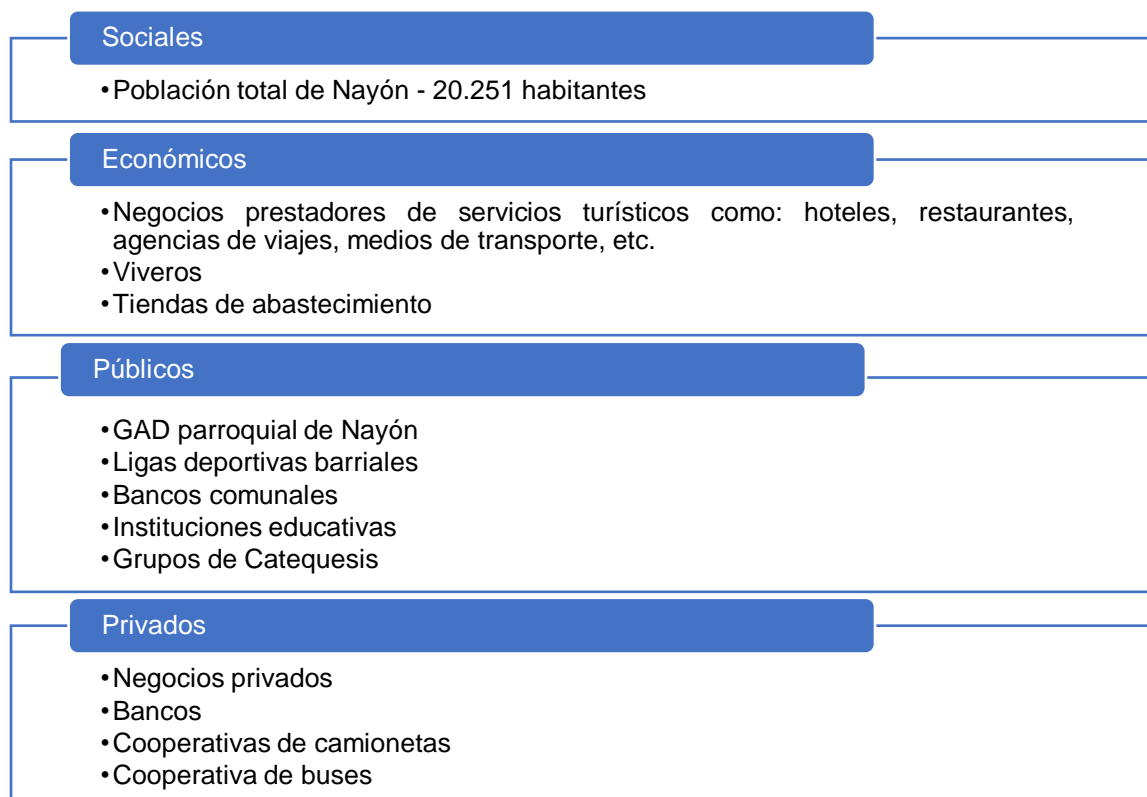 Sociales
•Población total de Nayón - 20.251 habitantes
Económicos
•Negocios prestadores de servicios turísticos como: hoteles, restaurantes,
agencias de viajes, medios de transporte, etc.
•Viveros
•Tiendas de abastecimiento
Públicos
•GAD parroquial de Nayón
•Ligas deportivas barriales
•Bancos comunales
•Instituciones educativas
•Grupos de Catequesis
Privados
•Negocios privados
•Bancos
•Cooperativas de camionetas
•Cooperativa de buses